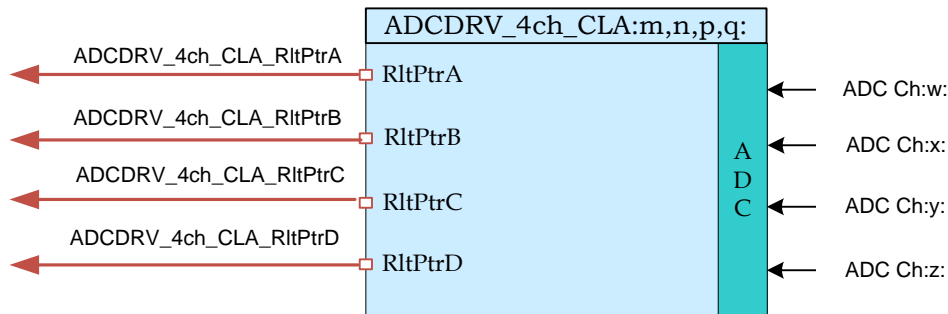 ADCDRV_4ch_CLA:m,n,p,q:
ADCDRV_4ch_CLA_RltPtrA
RltPtrA
ADC Ch:w:
ADCDRV_4ch_CLA_RltPtrB
RltPtrB
ADC Ch:x:
ADCDRV_4ch_CLA_RltPtrC
RltPtrC
ADC Ch:y:
ADCDRV_4ch_CLA_RltPtrD
RltPtrD
ADC Ch:z:
A
D
C